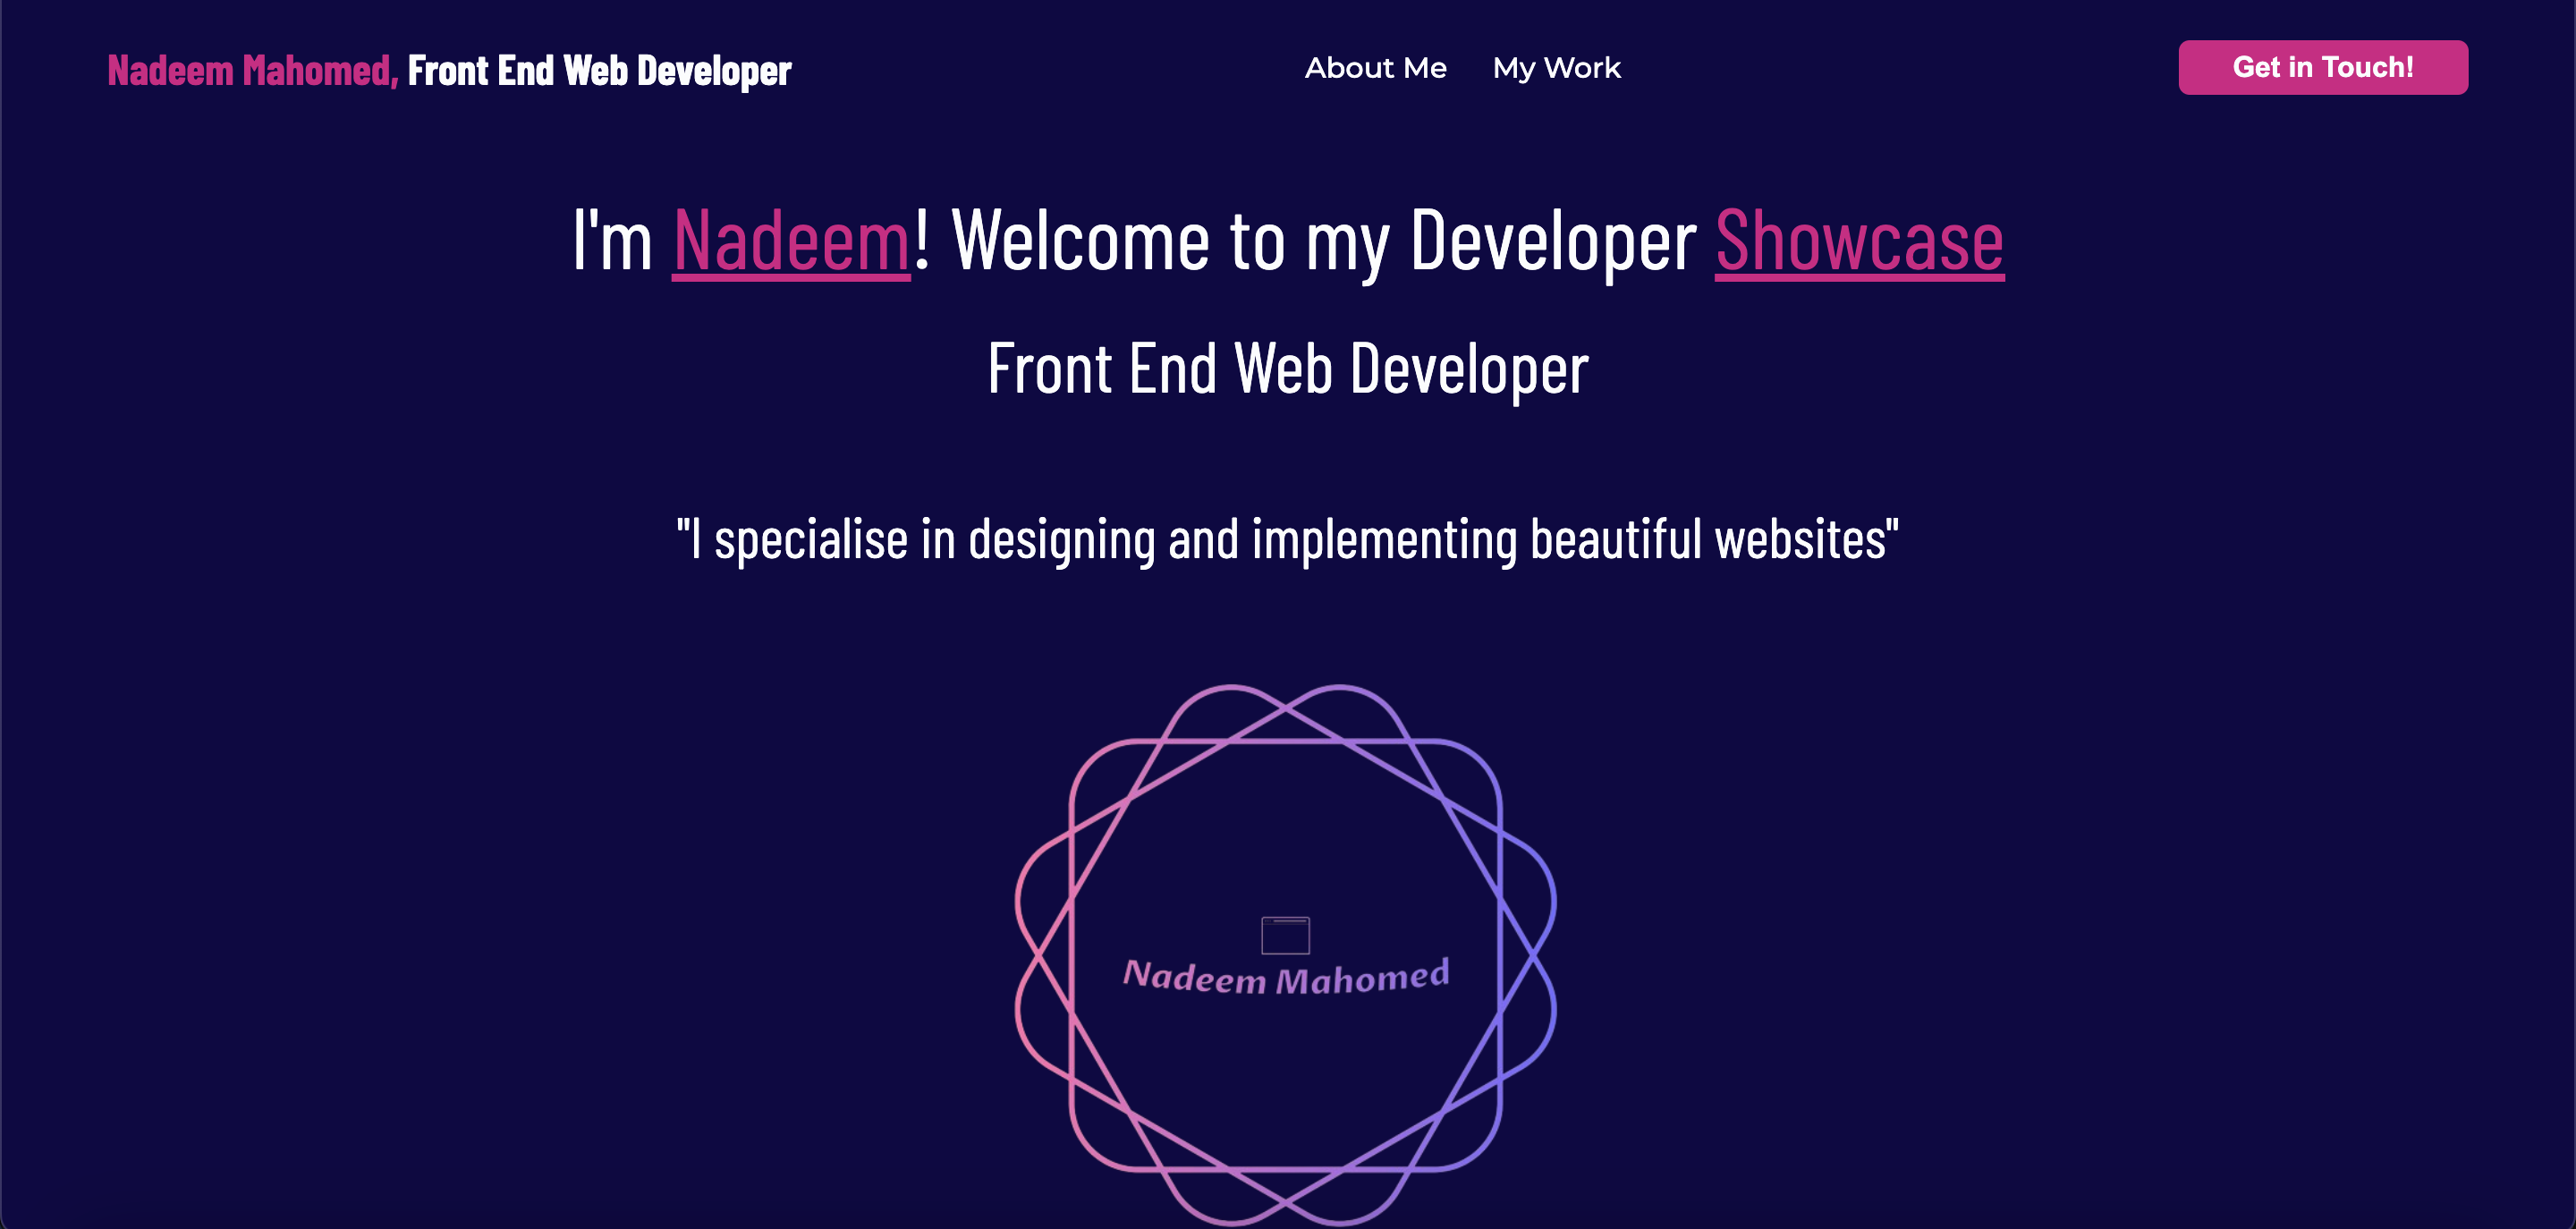 Nadeem Mahomed, Front End Web Developer
About Me
My Work
Get in Touch!
I'm Nadeem! Welcome to my Developer Showcase
Front End Web Developer
"I specialise in designing and implementing beautiful websites"
Nadeem Mahomed